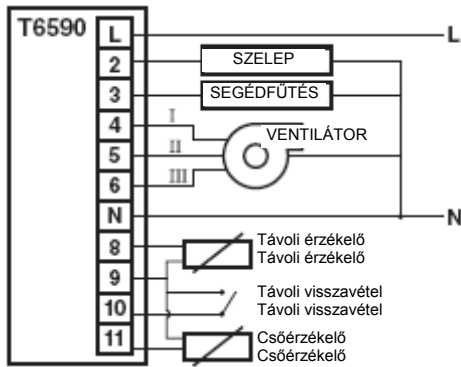 T6590
L L
2 SZELEP
3 SEGÉDFŰTÉS
4 I
VENTILÁTOR
5 II
6 III
N N
8 Távoli érzékelő
Távoli érzékelő
9
Távoli visszavétel
10 Távoli visszavétel
11 Csőérzékelő
Csőérzékelő